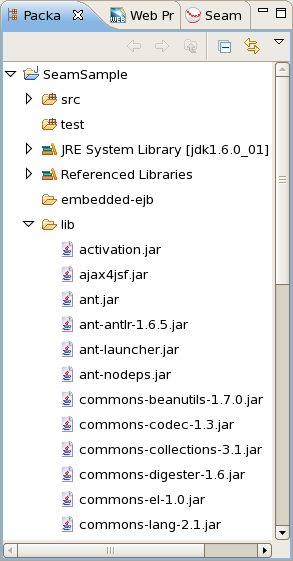 Packa Web Pr Seam
SeamSample
src
test
JRE System Library [jdk1.6.0_01]
Referenced Libraries
embedded-ejb
lib
activation.jar
ajax4jsf.jar
ant.jar
ant-antlr-1.6.5.jar
ant-launcher.jar
ant-nodeps.jar
commons-beanutils-1.7.0.jar
commons-codec-1.3.jar
commons-collections-3.1.jar
commons-digester-1.6.jar
commons-el-1.0.jar
commons-lang-2.1.jar